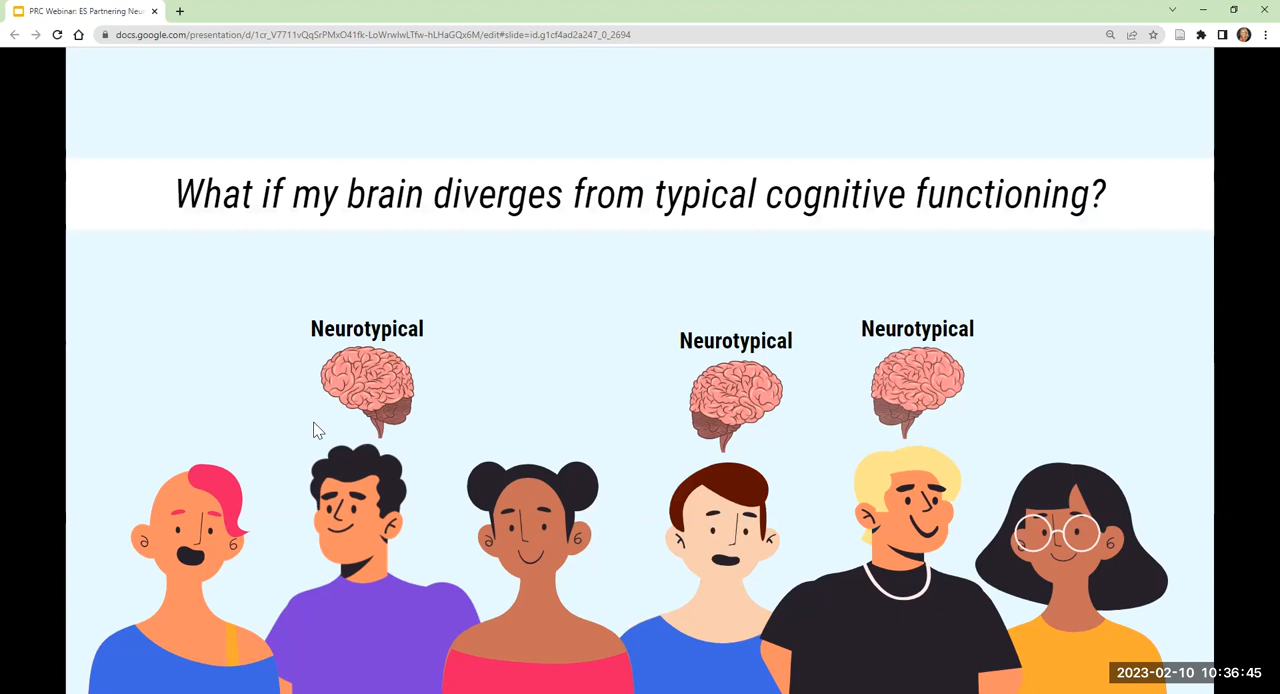 PRC Webinar: ES Partnering Neu
docs.google.com/presentation/d/1cr_V7711vQqSrPMxO41fk-LoWrwIwLTfw-hLHaGQx6M/edit#slide=id.g1cf4ad2a247_0_2694
What if my brain diverges from typical cognitive functioning?
Neurotypical
Neurotypical
Neurotypical
2023-02-10 10:36:45